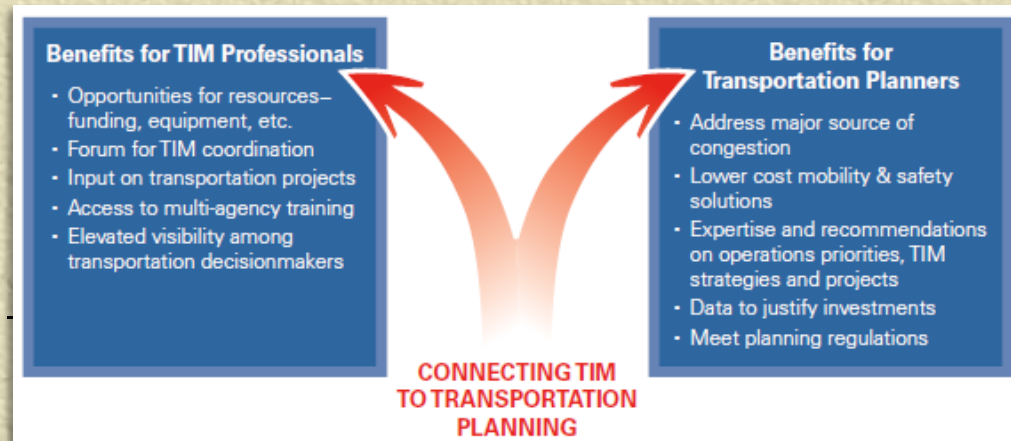 Benefits for TIM Professionals
• Opportunities for resources–
funding, equipment, etc.
• Forum for TIM coordination
• Input on transportation projects
• Access to multi-agency training
• Elevated visibility among
transportation decisionmakers
Benefits for
Transportation Planners
• Address major source of
congestion
• Lower cost mobility & safety
solutions
• Expertise and recommendations
on operations priorities, TIM
strategies and projects
• Data to justify investments
• Meet planning regulations
CONNECTING TIM
TO TRANSPORTATION
PLANNING